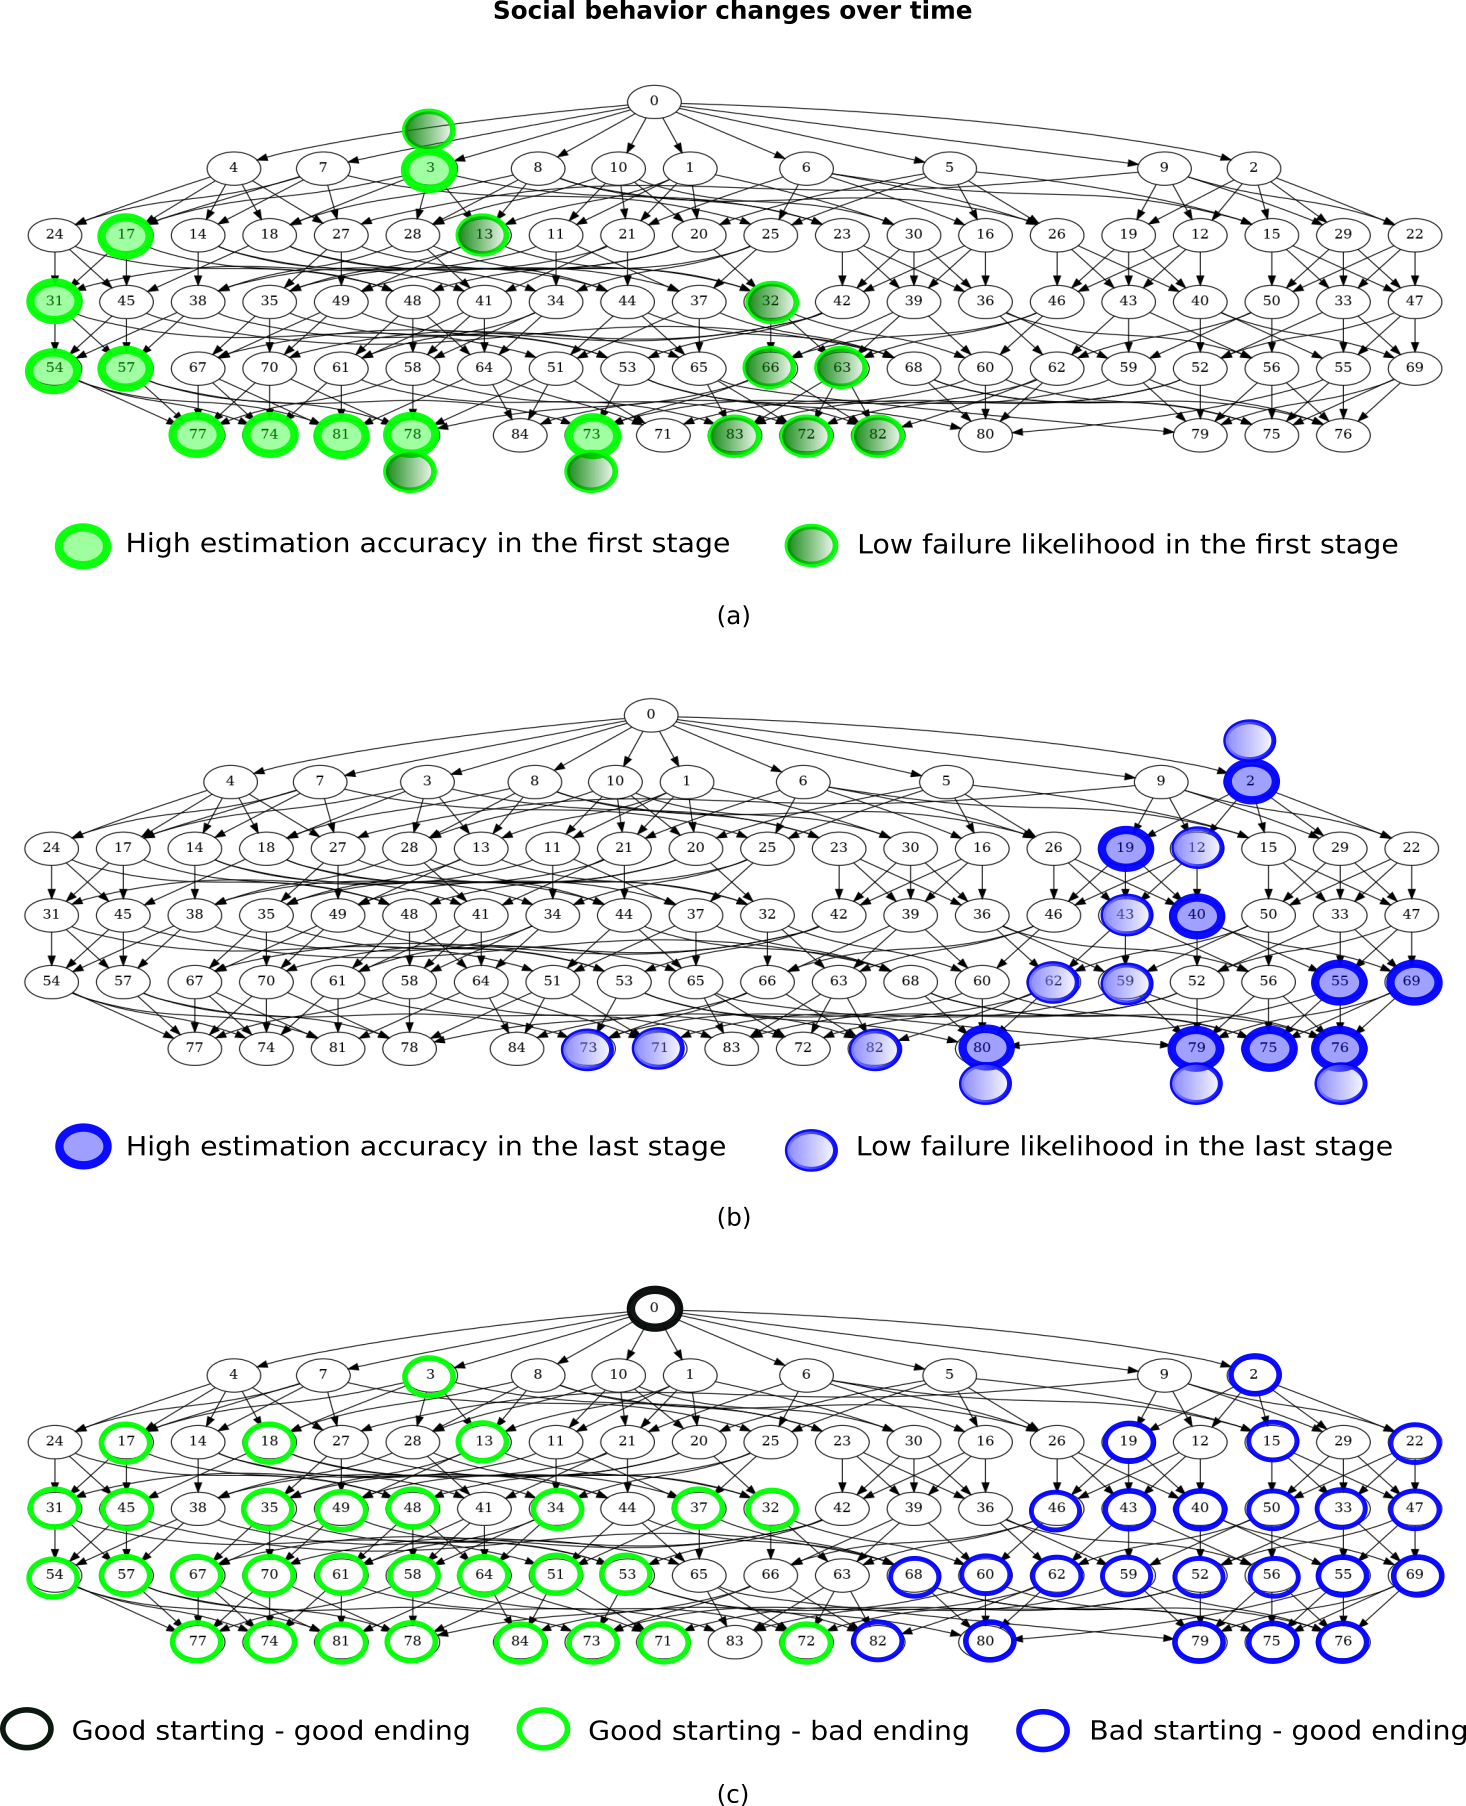 Social behavior changes over time
0
4 7 3 8 10 1 6 5 9 2
24 17 14 18 27 28 13 11 21 20 25 23 30 16 26 19 12 15 29 22
31 45 38 35 49 48 41 34 44 37 32 42 39 36 46 43 40 50 33 47
54 57 67 70 61 58 64 51 53 65 66 63 68 60 62 59 52 56 55 69
77 74 81 78 84 73 71 83 72 82 80 79 75 76
High estimation accuracy in the first stage Low failure likelihood in the first stage
(a)
0
4 7 3 8 10 1 6 5 9 2
24 17 14 18 27 28 13 11 21 20 25 23 30 16 26 19 12 15 29 22
31 45 38 35 49 48 41 34 44 37 32 42 39 36 46 43 40 50 33 47
54 57 67 70 61 58 64 51 53 65 66 63 68 60 62 59 52 56 55 69
77 74 81 78 84 73 71 83 72 82 80 79 75 76
High estimation accuracy in the last stage Low failure likelihood in the last stage
(b)
0
4 7 3 8 10 1 6 5 9 2
24 17 14 18 27 28 13 11 21 20 25 23 30 16 26 19 12 15 29 22
31 45 38 35 49 48 41 34 44 37 32 42 39 36 46 43 40 50 33 47
54 57 67 70 61 58 64 51 53 65 66 63 68 60 62 59 52 56 55 69
77 74 81 78 84 73 71 83 72 82 80 79 75 76
Good starting - good ending Good starting - bad ending Bad starting - good ending
(c)